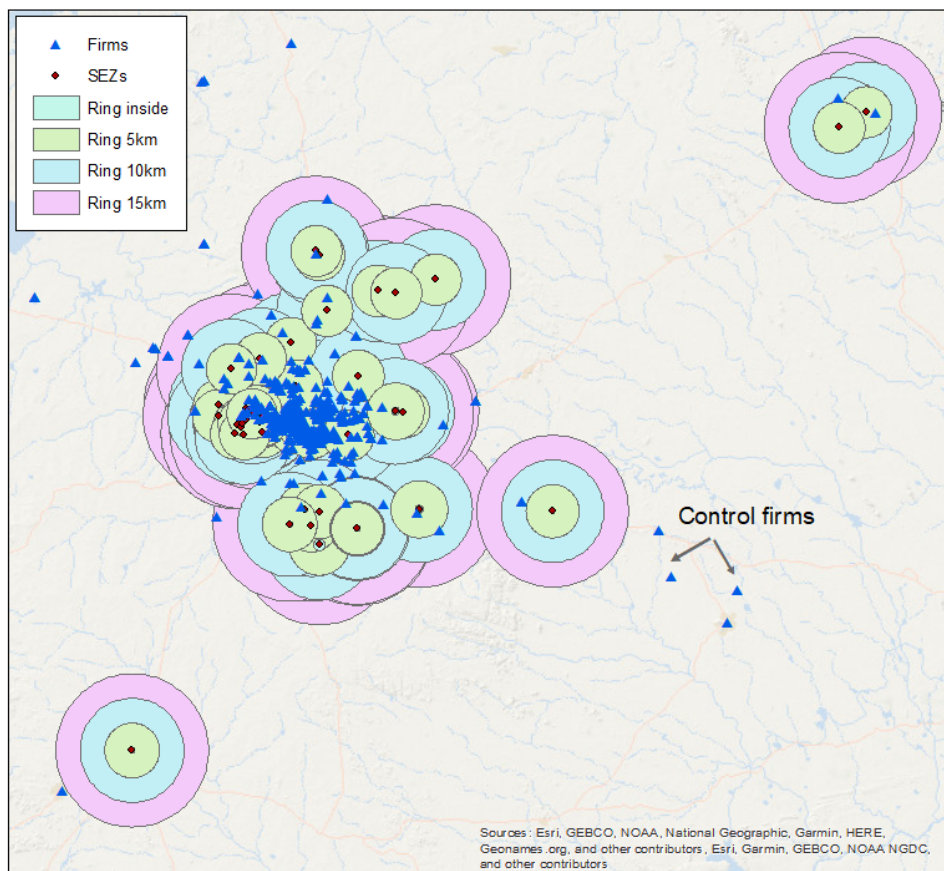 Firms
SEZs
Ring inside
Ring 5km
Ring 10km
Ring 15km
Control firms
Sources: Esri, GEBCO, NOAA, National Geographic, Garmin, HERE,
Geonames.org, and other contributors, Esri, Garmin, GEBCO, NOAA NGDC,
and other contributors